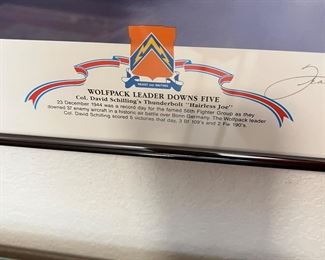 WOLFPACK LEADER DOWNS FIVE
Col. David Schilling's Thunderbolt "Hairless Joe"
23 December 1944 was a record day for the famed 56th Fighter Group as they
downed 37 enemy aircraft in a historic air battle over Bonn Germany. The Wolfpack leader
Col. David Schilling scored 5 victories that day, 3 Bf 109's and 2 Fw 190's.